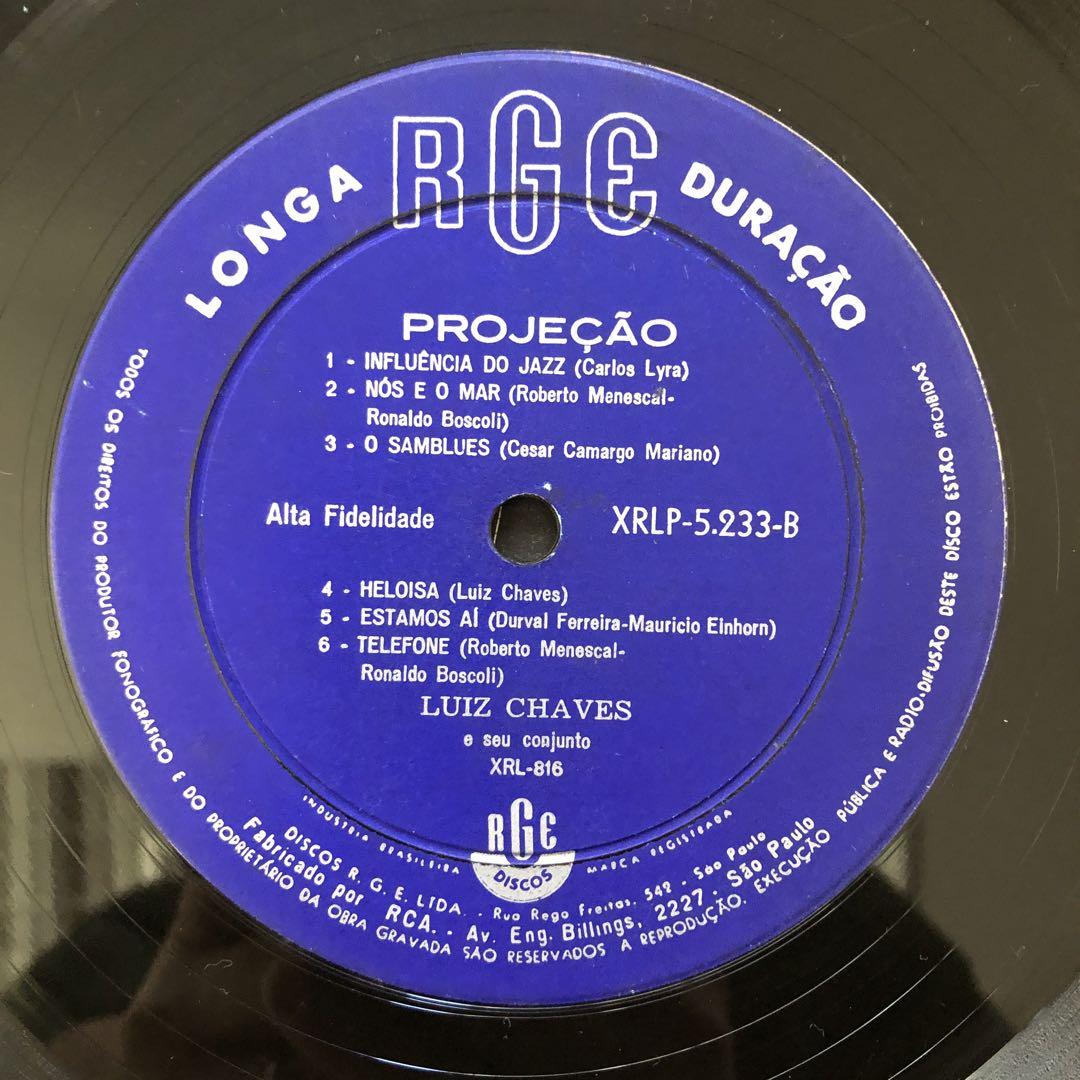 LONGA RGE DURAÇÃO
PROJEÇÃO
1 - INFLUÊNCIA DO JAZZ (Carlos Lyra)
2 - NÓS E O MAR (Roberto Menescal-
Ronaldo Boscoli)
3 - O SAMBLUES (Cesar Camargo Mariano)
Alta Fidelidade
XRLP-5.233-B
4 - HELOISA (Luiz Chaves)
5 - ESTAMOS AÍ (Durval Ferreira-Mauricio Einhorn)
6 - TELEFONE (Roberto Menescal-
Ronaldo Boscoli)
LUIZ CHAVES
e seu conjunto
XRL-816
INDUSTRIA BRASILEIRA
RGE
DISCOS
MARCA REGISTRADA
DISCOS R. G. E. LTDA. - Rua Rego Freitas, 542 - São Paulo
Fabricado por RCA. - Av. Eng. Billings, 2227 - São Paulo
TODOS OS DIREITOS DO PRODUTOR FONOGRÁFICO E DO PROPRIETÁRIO DA OBRA GRAVADA SÃO RESERVADOS A REPRODUÇÃO, EXECUÇÃO PÚBLICA E RADIO-DIFUSÃO DESTE DISCO ESTÃO PROIBIDAS